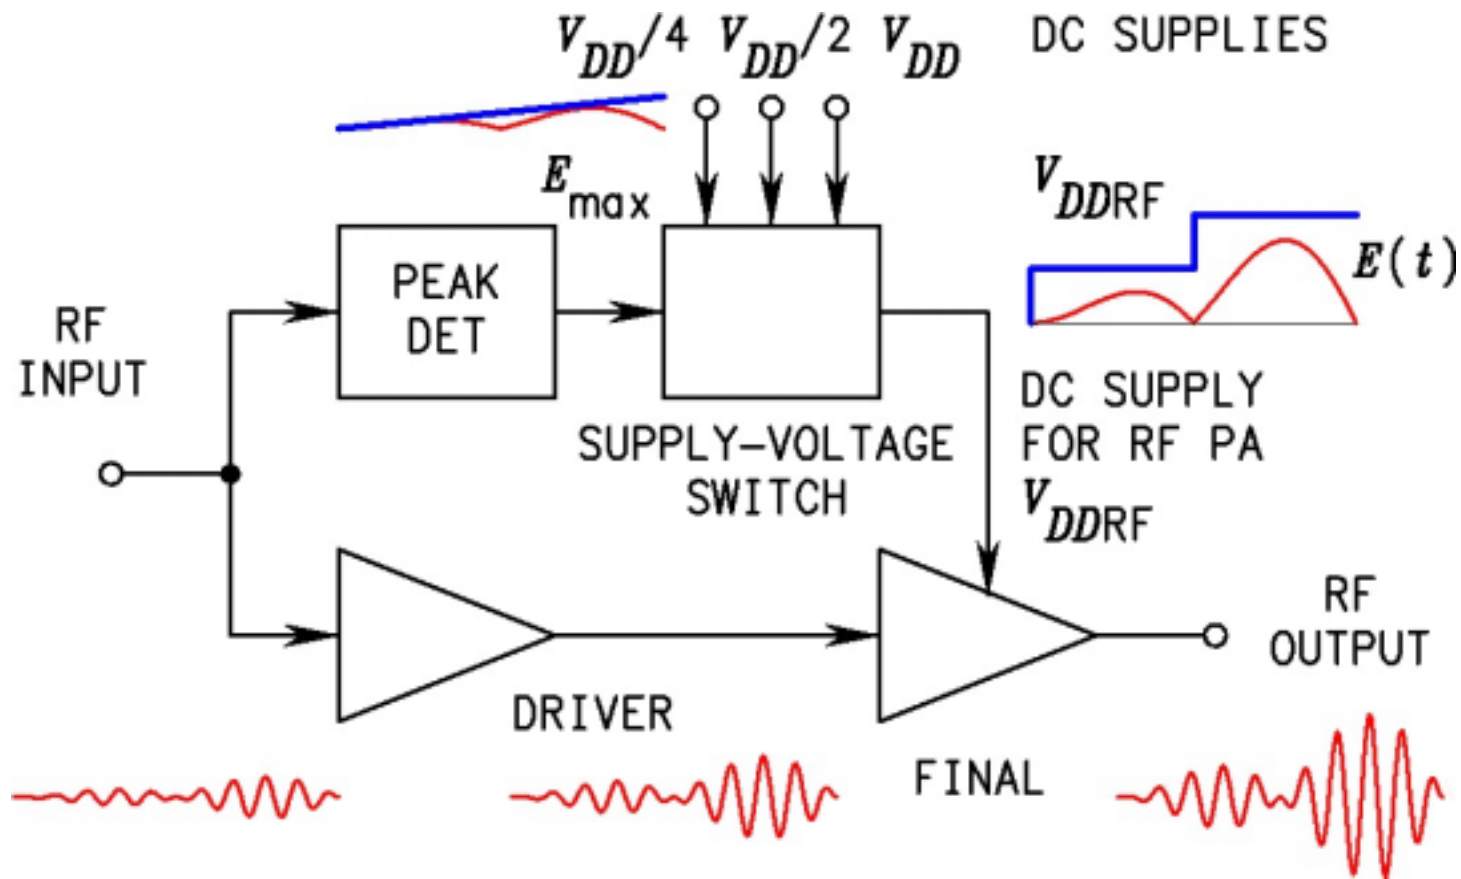 V_DD/4 V_DD/2 V_DD DC SUPPLIES
E_max
V_DDRF
E(t)
PEAK
DET
RF
INPUT
SUPPLY-VOLTAGE
SWITCH
DC SUPPLY
FOR RF PA
V_DDRF
RF
OUTPUT
DRIVER
FINAL